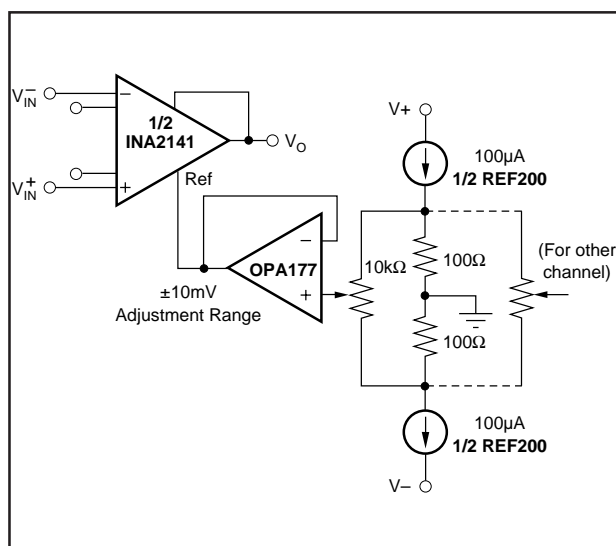 V−IN
−
1/2
INA2141
VO
V+IN
+
Ref
−
OPA177
+
±10mV
Adjustment Range
V+
100µA
1/2 REF200
10kΩ
100Ω
100Ω
(For other
channel)
100µA
1/2 REF200
V−